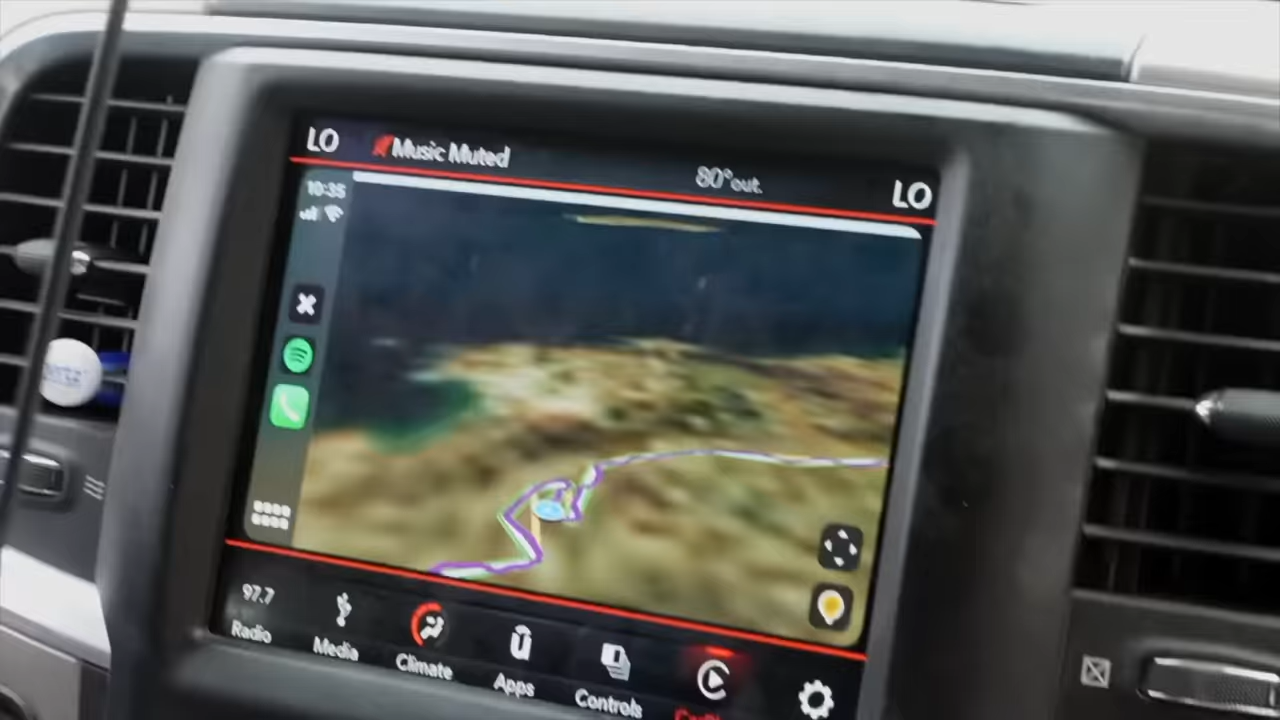 LO
Music Muted
80°out.
LO
10:35
97.7
Radio
Media
Climate
Apps
Controls